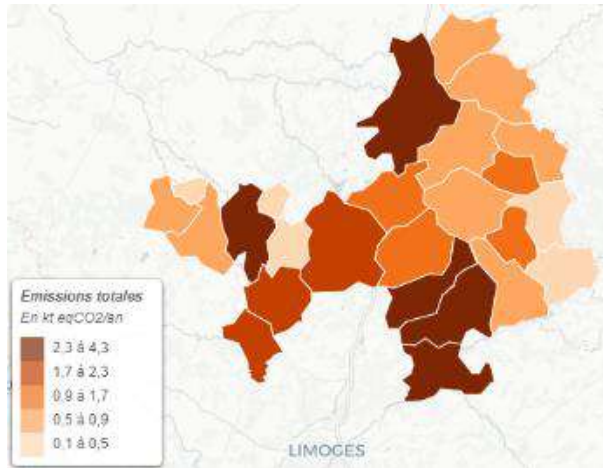 Emissions totales
En kt eqCO2/an
2,3 à 4,3
1,7 à 2,3
0,9 à 1,7
0,5 à 0,9
0,1 à 0,5
LIMOGES